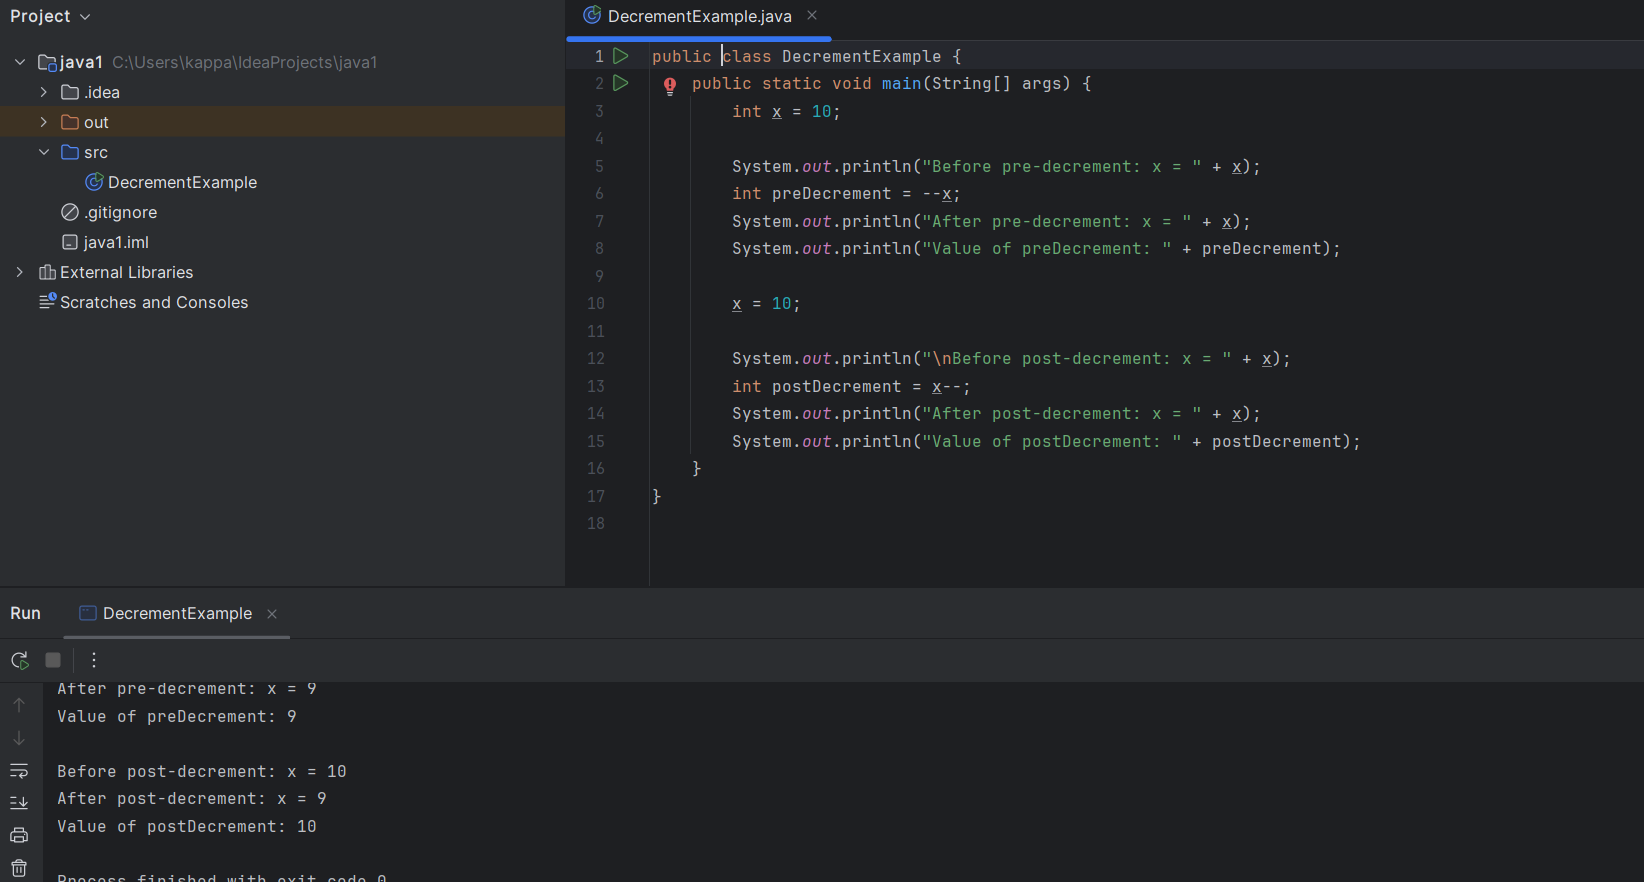 Project
java1 C:\Users\kappa\IdeaProjects\java1
.idea
out
src
DecrementExample
.gitignore
java1.iml
External Libraries
Scratches and Consoles
DecrementExample.java
1 public class DecrementExample {
2 public static void main(String[] args) {
3 int x = 10;
4
5 System.out.println("Before pre-decrement: x = " + x);
6 int preDecrement = --x;
7 System.out.println("After pre-decrement: x = " + x);
8 System.out.println("Value of preDecrement: " + preDecrement);
9
10 x = 10;
11
12 System.out.println("\nBefore post-decrement: x = " + x);
13 int postDecrement = x--;
14 System.out.println("After post-decrement: x = " + x);
15 System.out.println("Value of postDecrement: " + postDecrement);
16 }
17 }
18
Run DecrementExample
After pre-decrement: x = 9
Value of preDecrement: 9
Before post-decrement: x = 10
After post-decrement: x = 9
Value of postDecrement: 10
Process finished with exit code 0